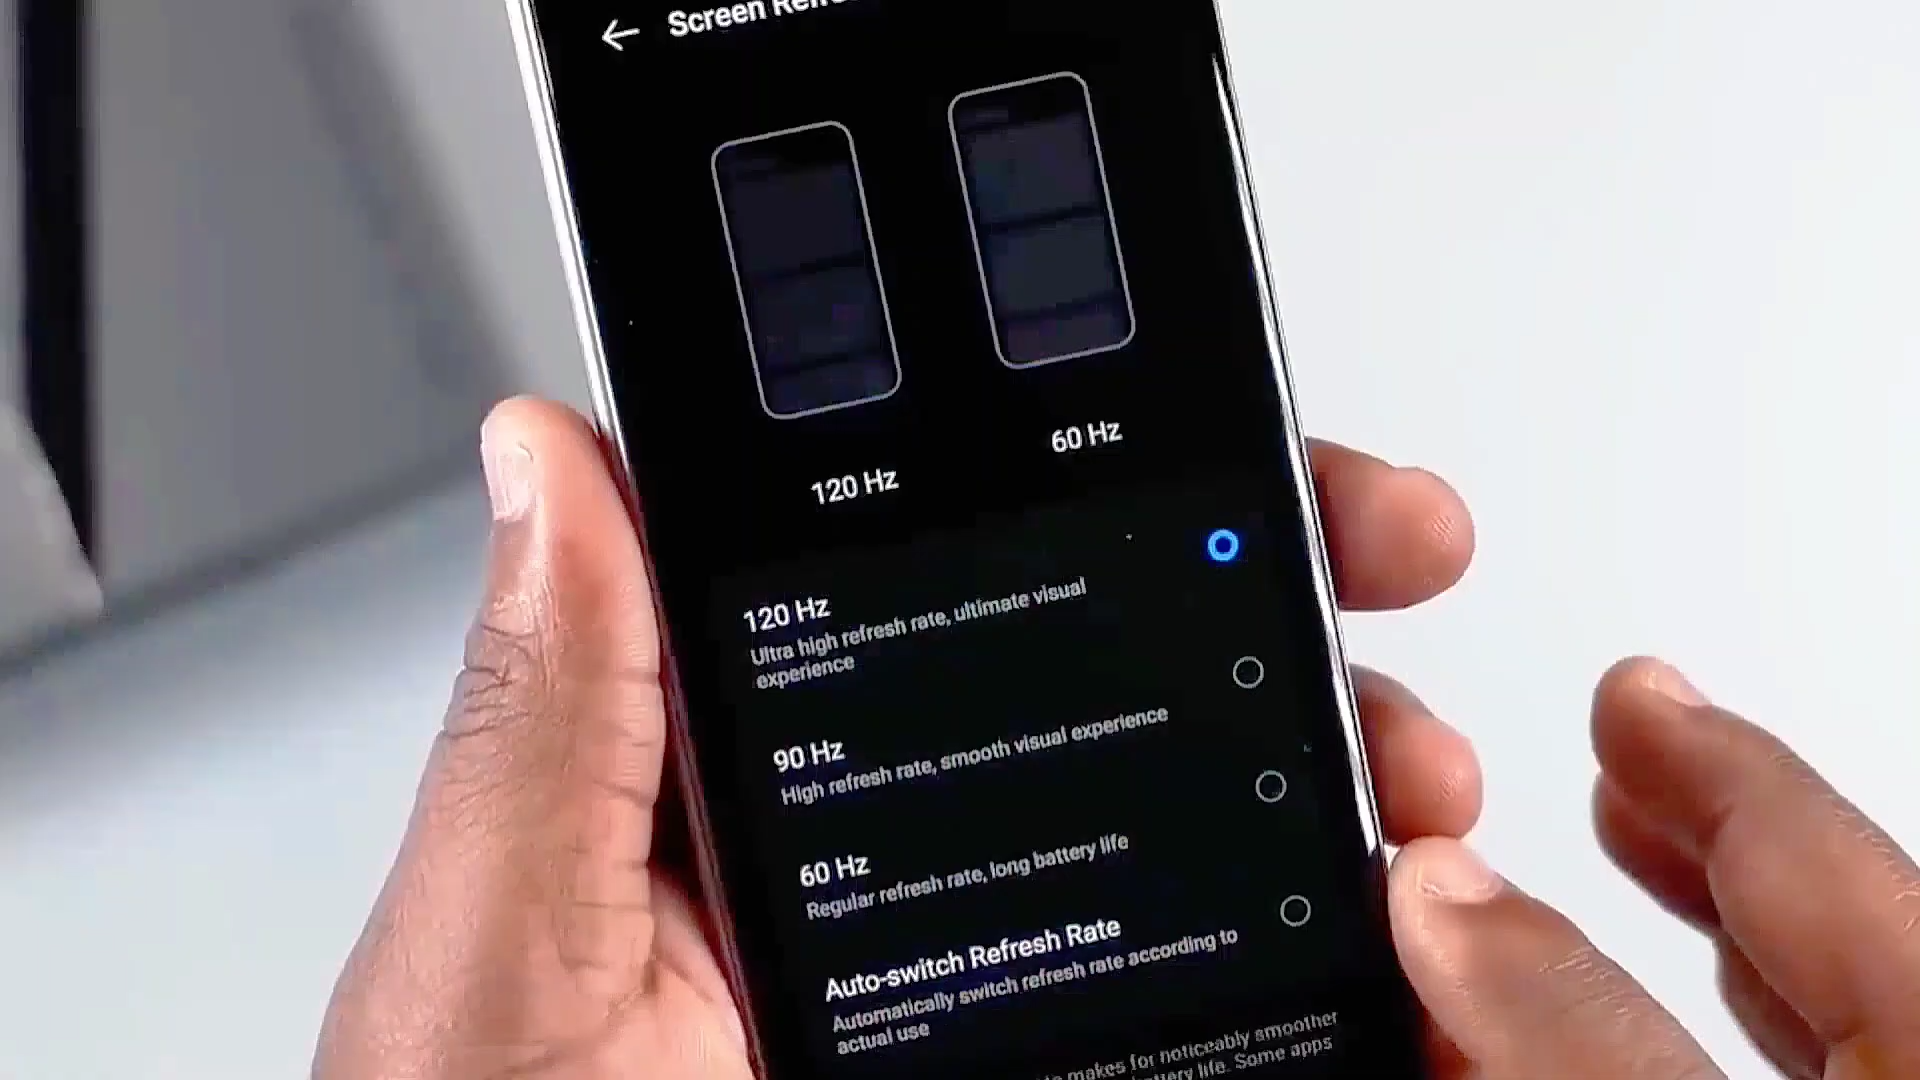 Screen
120 Hz
60 Hz
120 Hz
Ultra high refresh rate, ultimate visual
experience
90 Hz
High refresh rate, smooth visual experience
60 Hz
Regular refresh rate, long battery life
Auto-switch Refresh Rate
Automatically switch refresh rate according to
actual use
makes for noticeably smoother
life. Some apps